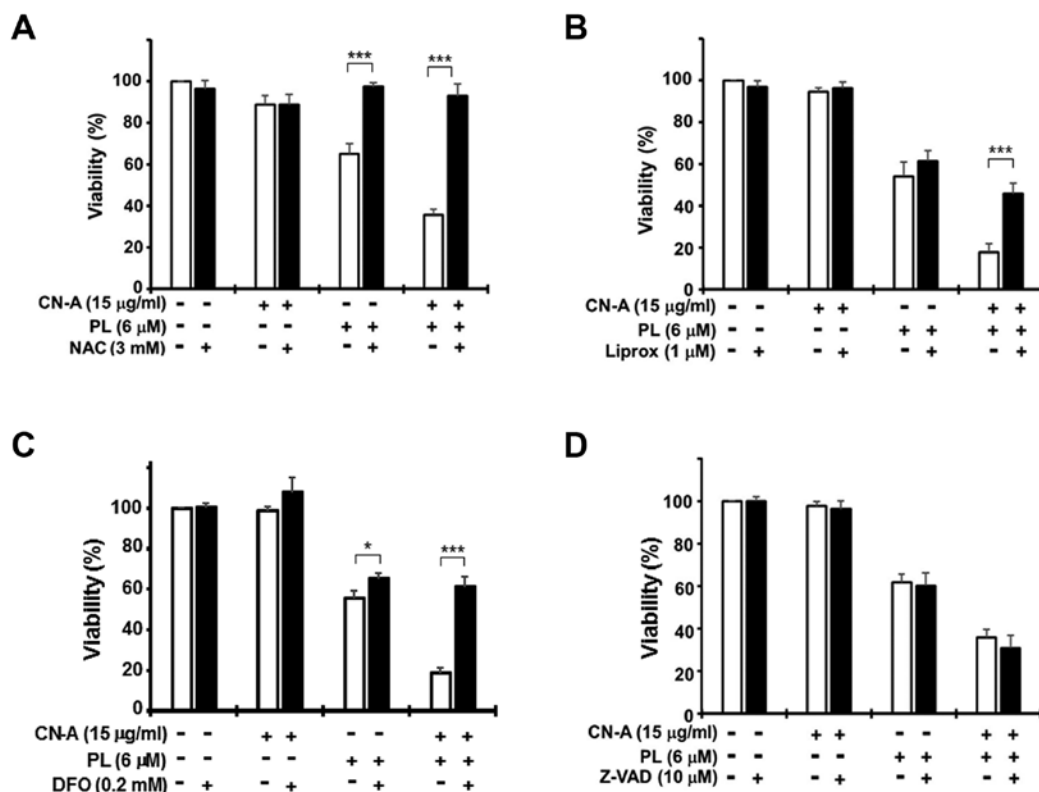 A
Viability (%)
100
80
60
40
20
0
*** ***
CN-A (15 μg/ml) - - + + - - + +
PL (6 μM) - - - - + + + +
NAC (3 mM) - + - + - + - +
B
Viability (%)
100
80
60
40
20
0
***
CN-A (15 μg/ml) - - + + - - + +
PL (6 μM) - - - - + + + +
Liprox (1 μM) - + - + - + - +
C
Viability (%)
100
80
60
40
20
0
* ***
CN-A (15 μg/ml) - - + + - - + +
PL (6 μM) - - - - + + + +
DFO (0.2 mM) - + - + - + - +
D
Viability (%)
100
80
60
40
20
0
CN-A (15 μg/ml) - - + + - - + +
PL (6 μM) - - - - + + + +
Z-VAD (10 μM) - + - + - + - +